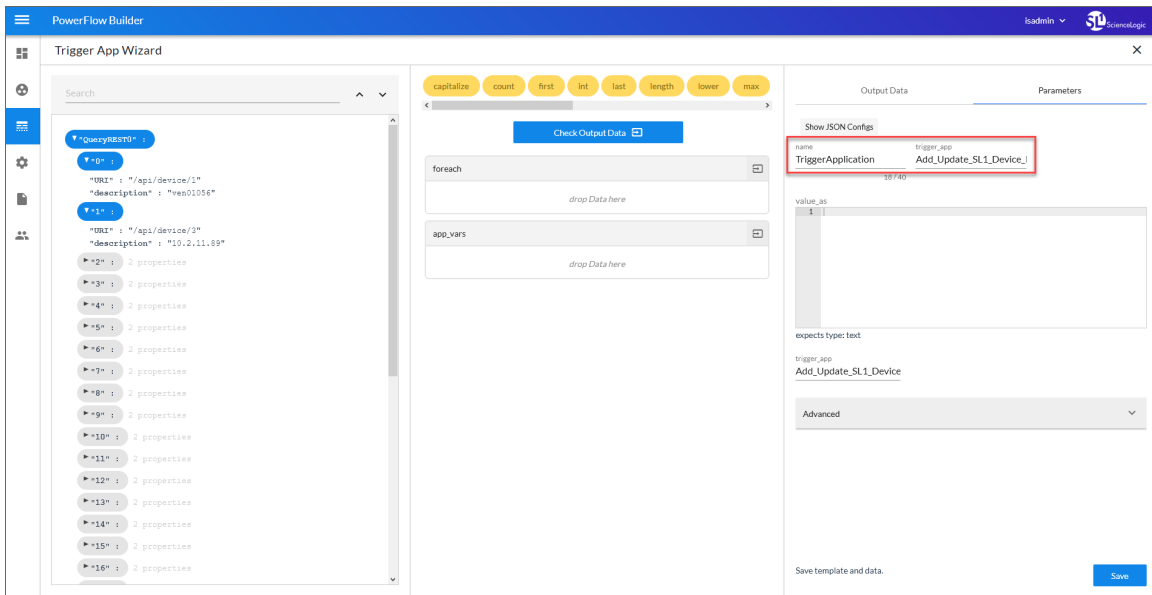 PowerFlow Builder
isadmin
SL1 ScienceLogic
Trigger App Wizard
Search
"QueryREST0" :
"0" :
"URI" : "/api/device/1"
"description" : "ven01056"
"1" :
"URI" : "/api/device/3"
"description" : "10.2.11.89"
"2" : 2 properties
"3" : 2 properties
"4" : 2 properties
"5" : 2 properties
"6" : 2 properties
"7" : 2 properties
"8" : 2 properties
"9" : 2 properties
"10" : 2 properties
"11" : 2 properties
"12" : 2 properties
"13" : 2 properties
"14" : 2 properties
"15" : 2 properties
"16" : 2 properties
capitalize count first int last length lower max
Check Output Data
foreach
drop Data here
app_vars
drop Data here
Output Data Parameters
Show JSON Configs
name trigger_app
TriggerApplication Add_Update_SL1_Device_
18 / 40
value_as
1
expects type: text
trigger_app
Add_Update_SL1_Device
Advanced
Save template and data.
Save